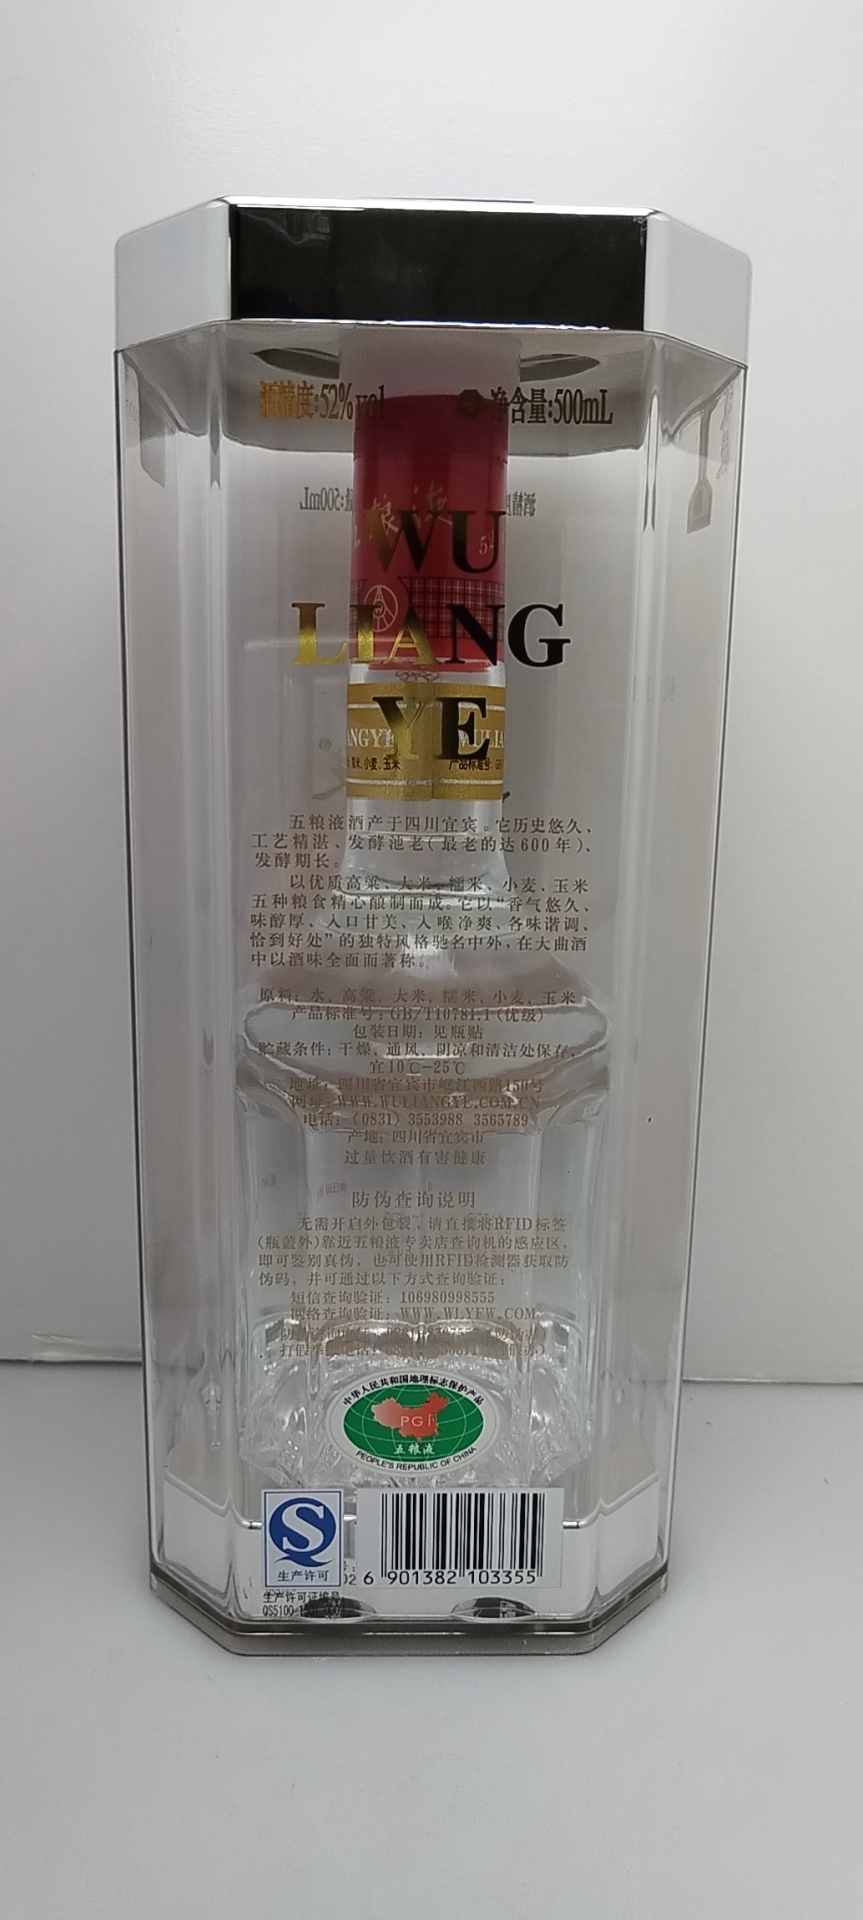 酒精度:52%vol 净含量:500mL
粮液
WU
LIANG
YE
糯米、小麦、玉米 产品标准号:
五粮液酒产于四川宜宾。它历史悠久、
工艺精湛、发酵池老(最老的达600年)、
发酵期长。
以优质高粱、大米、糯米、小麦、玉米
五种粮食精心酿制而成。它以“香气悠久、
味醇厚、入口甘美、入喉净爽、各味谐调、
恰到好处”的独特风格驰名中外,在大曲酒
中以酒味全面而著称。
原料:水、高粱、大米、糯米、小麦、玉米
产品标准号:GB/T10781.1(优级)
包装日期:见瓶贴
贮藏条件:干燥、通风、阴凉和清洁处保存,
宜10℃-25℃
地址:四川省宜宾市岷江西路150号
网址:WWW.WULIANGYE.COM.CN
电话:(0831) 3553988 3565789
产地:四川省宜宾市
过量饮酒有害健康
防伪查询说明
无需开启外包装,请直接将RFID标签
(瓶盖外)靠近五粮液专卖店查询机的感应区,
即可鉴别真伪,也可使用RFID检测器获取防
伪码,并可通过以下方式查询验证:
短信查询验证:106980998555
网络查询验证:WWW.WLYFW.COM
中华人民共和国地理标志保护产品
PGI
五粮液
PEOPLE'S REPUBLIC OF CHINA
生产许可
6 901382 103355
生产许可证编号
QS5100